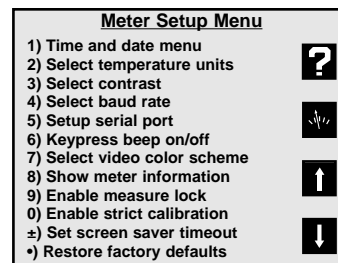 Meter Setup Menu
1) Time and date menu
2) Select temperature units
3) Select contrast
4) Select baud rate
5) Setup serial port
6) Keypress beep on/off
7) Select video color scheme
8) Show meter information
9) Enable measure lock
0) Enable strict calibration
±) Set screen saver timeout
•) Restore factory defaults
?